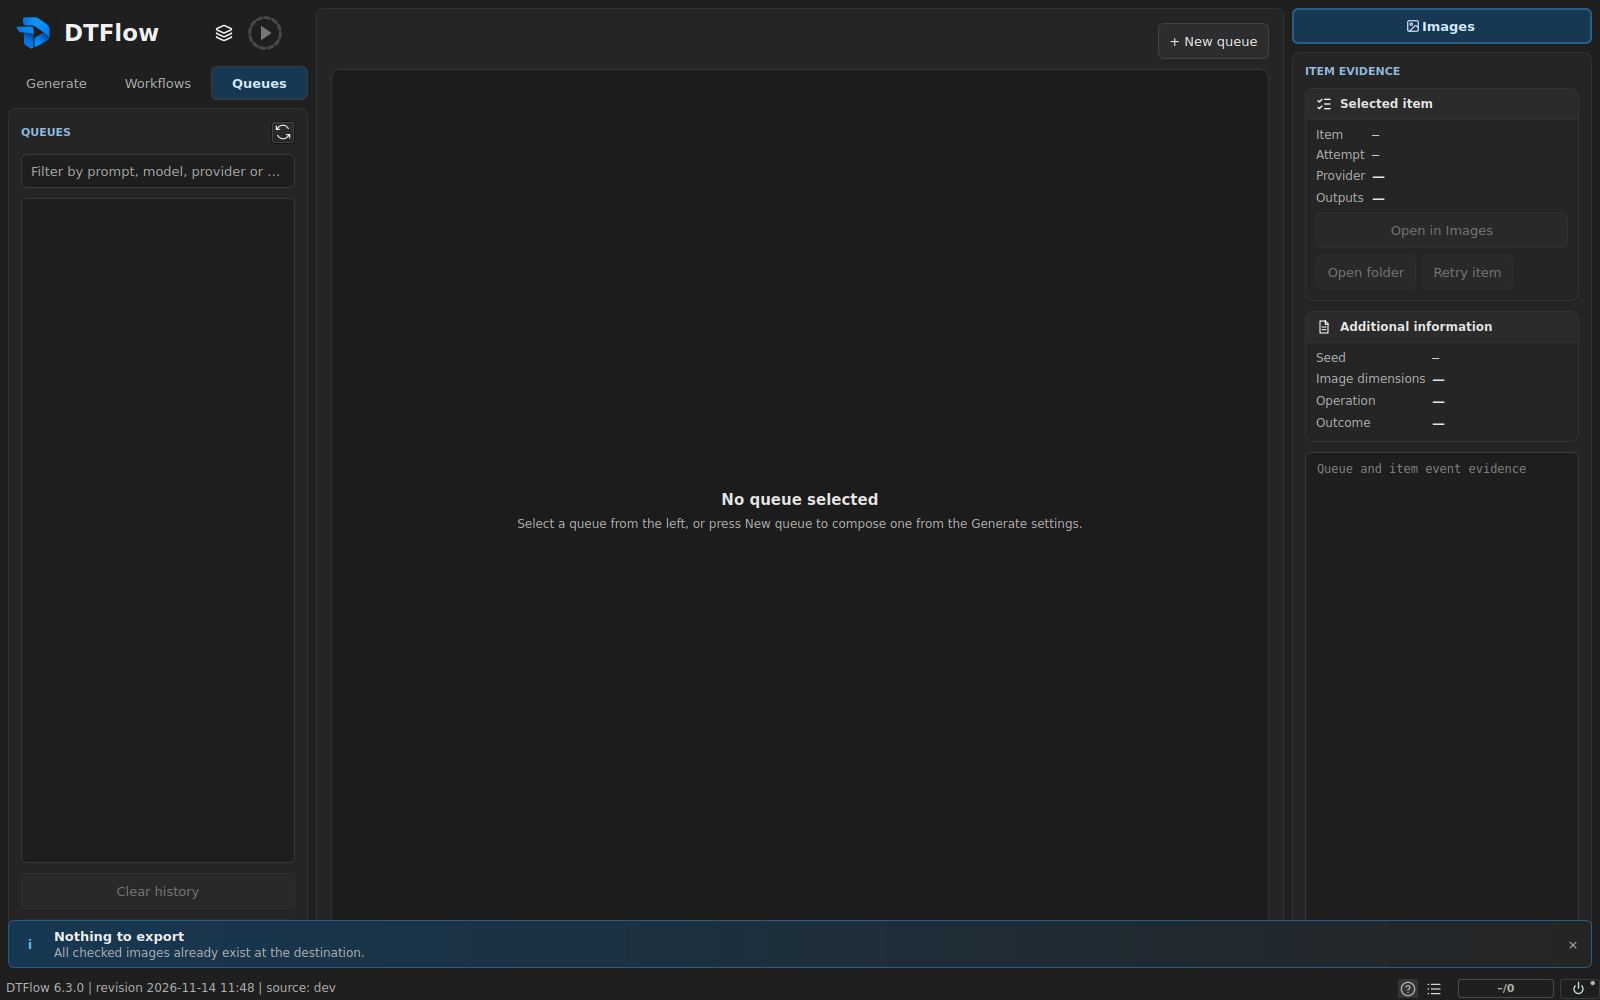 DTFlow
Generate
Workflows
Queues
QUEUES
Filter by prompt, model, provider or ...
Clear history
+ New queue
No queue selected
Select a queue from the left, or press New queue to compose one from the Generate settings.
Images
ITEM EVIDENCE
Selected item
Item –
Attempt –
Provider —
Outputs —
Open in Images
Open folder
Retry item
Additional information
Seed –
Image dimensions —
Operation —
Outcome —
Queue and item event evidence
i
Nothing to export
All checked images already exist at the destination.
×
DTFlow 6.3.0 | revision 2026-11-14 11:48 | source: dev
–/0